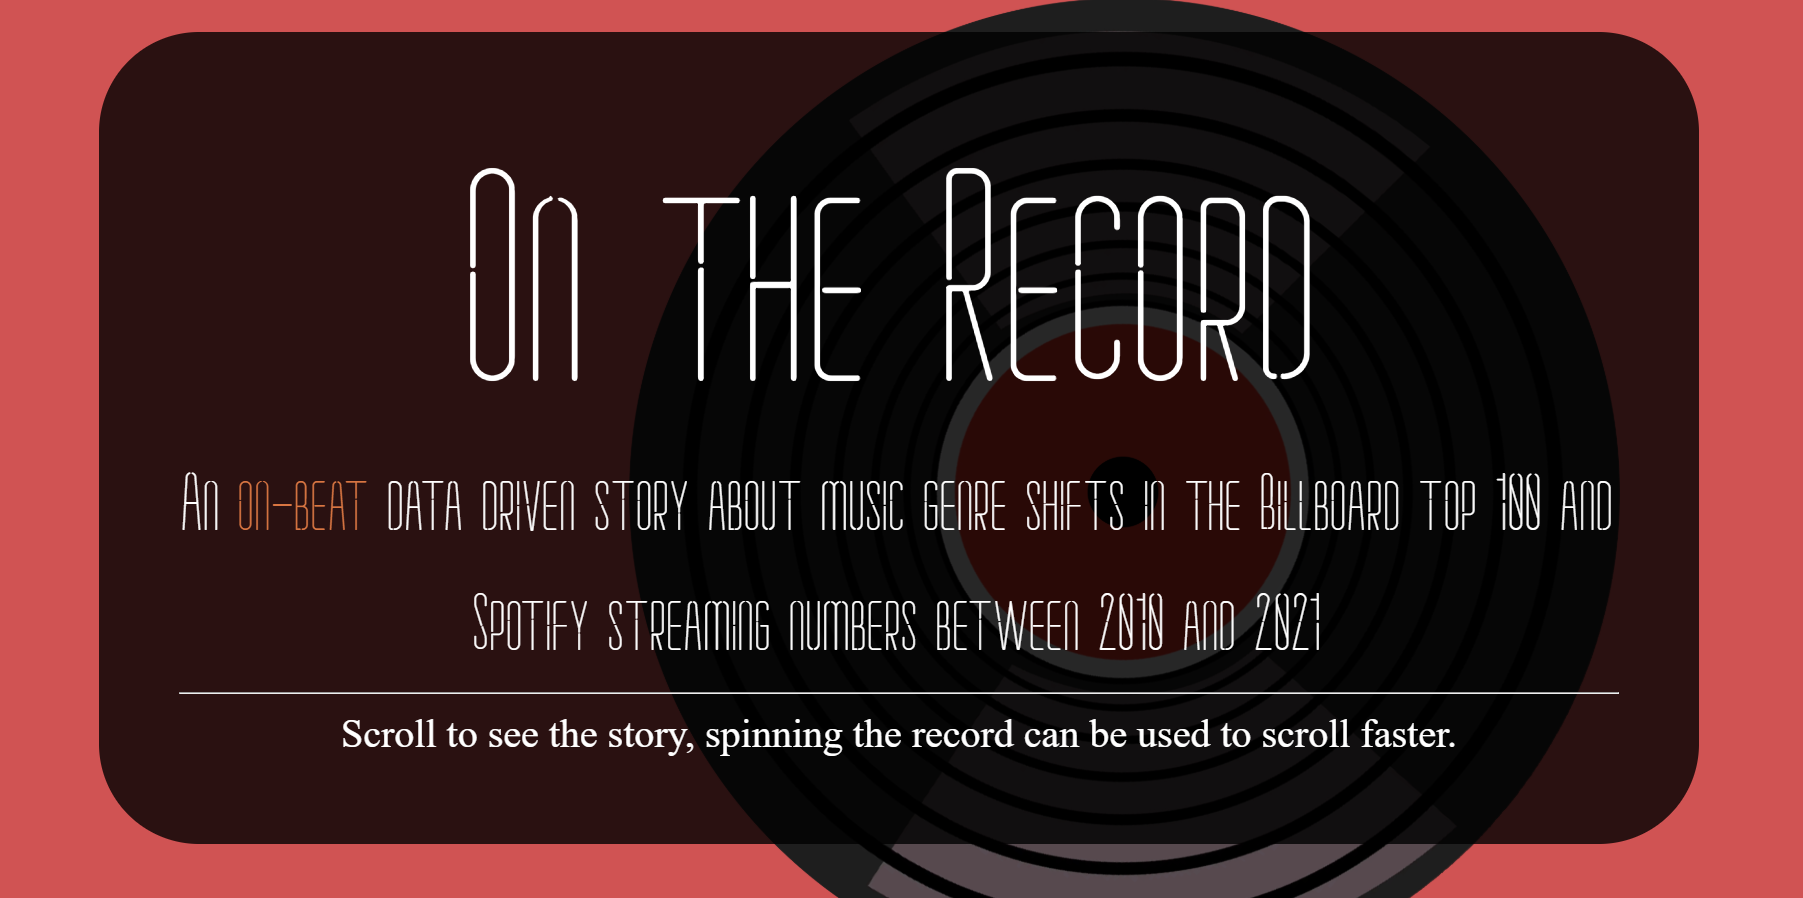 On the Record
An on-beat data driven story about music genre shifts in the Billboard top 100 and
Spotify streaming numbers between 2010 and 2021
Scroll to see the story, spinning the record can be used to scroll faster.